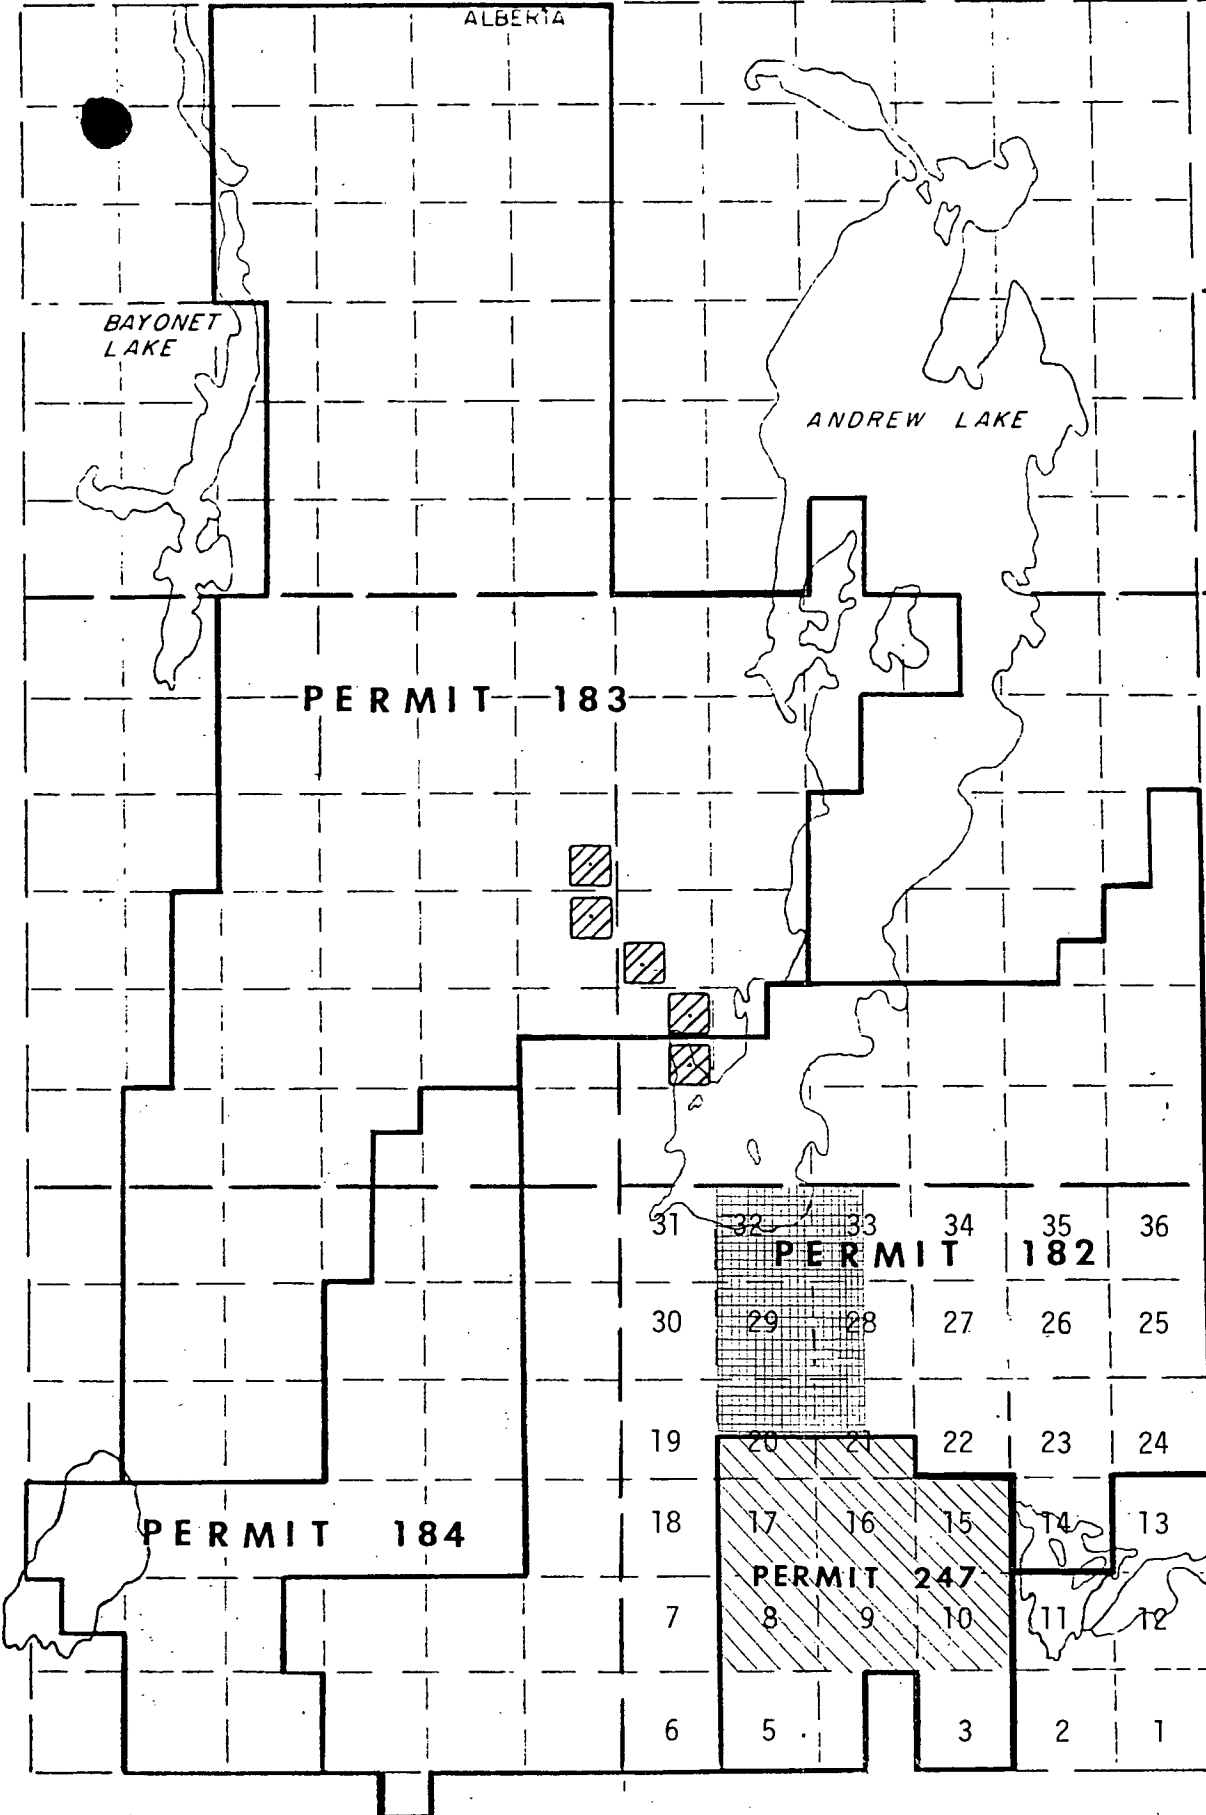 ALBERTA
BAYONET
LAKE
ANDREW LAKE
PERMIT 183
31 32 33 34 35 36
PERMIT 182
30 29 28 27 26 25
19 20 21 22 23 24
18 17 16 15 14 13
PERMIT 184
PERMIT 247
7 8 9 10 11 12
6 5 3 2 1